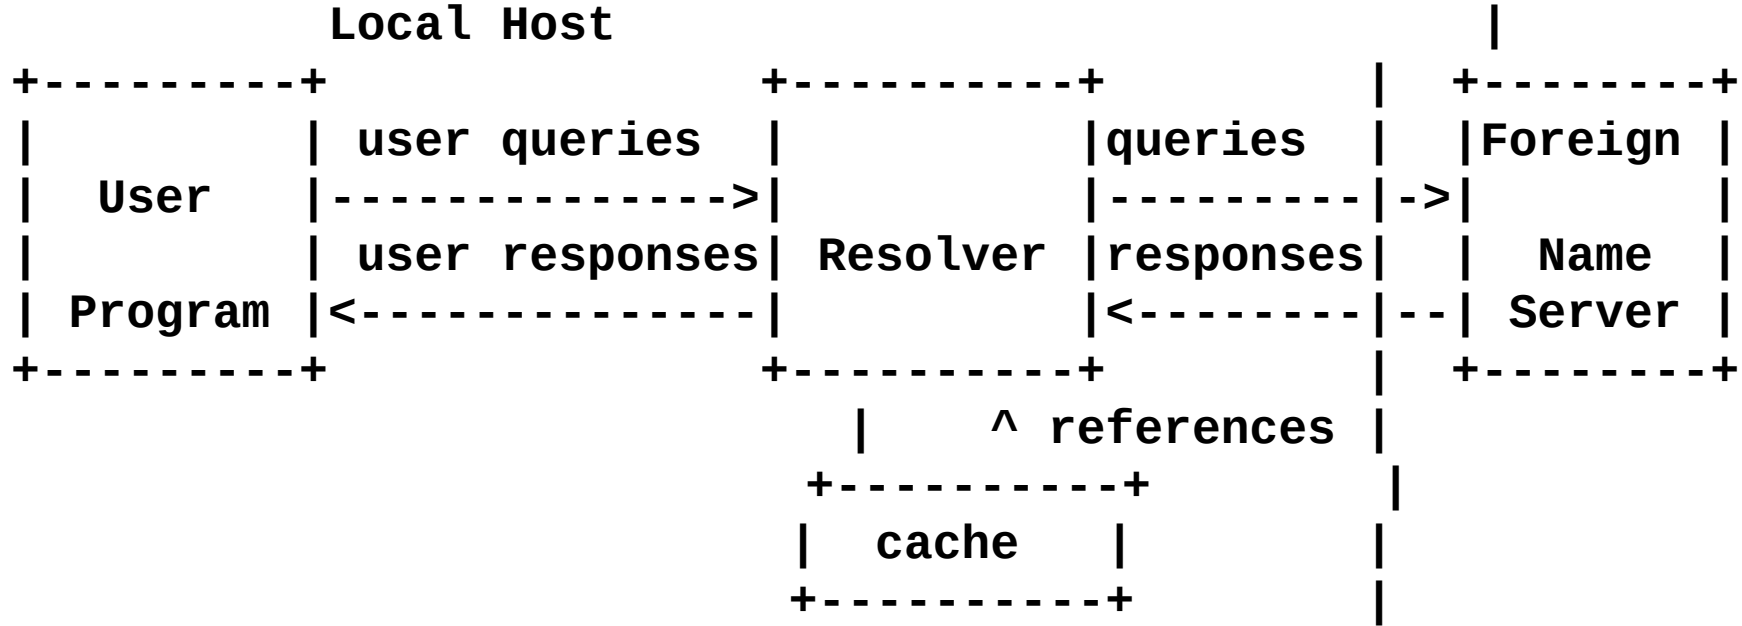 Local Host                                                              |
+---------+                              +----------+                   |     +--------+
|                   | user queries     |                     |queries     |     |Foreign  |
|     User       |-------------->|                     |---------|->|                 |
|                   | user responses| Resolver  |responses|     |    Name     |
|  Program  |<--------------|                     |<--------|--|  Server  |
+---------+                              +----------+                   |     +--------+
                                                 |        ^ references  |
                                              +----------+                 |
                                             |    cache      |                 |
                                             +----------+                 |